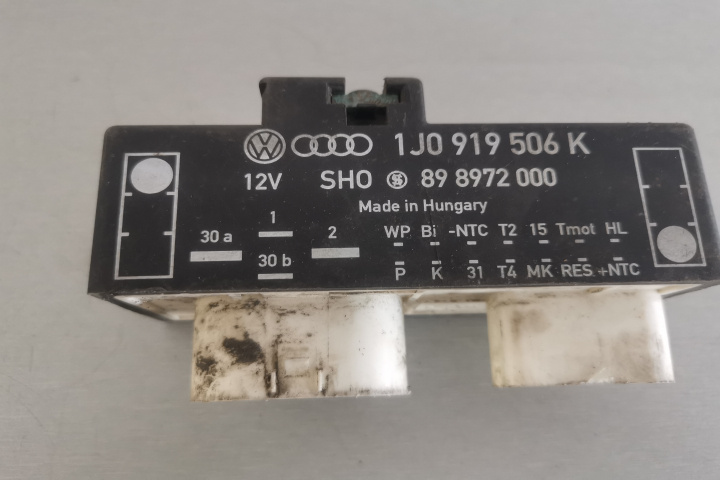 1J0 919 506 K
12V SHO 89 8972 000
Made in Hungary
30 a 1 2 WP Bi -NTC T2 15 Tmot HL
30 b P K 31 T4 MK RES +NTC